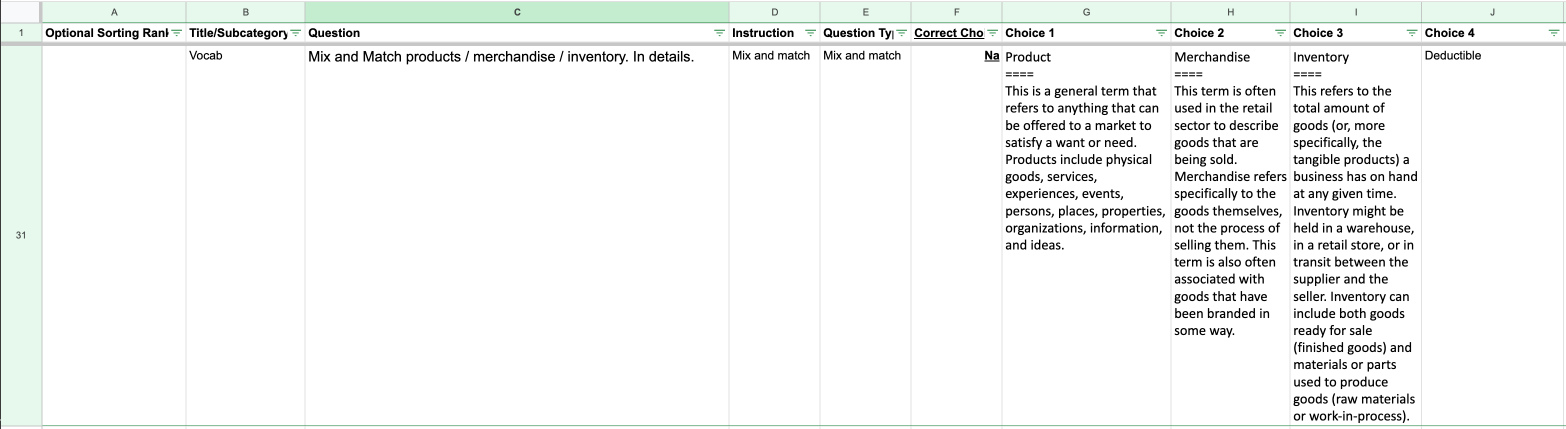 A B C D E F G H I J
1 Optional Sorting Rank Title/Subcategory Question Instruction Question Ty Correct Cho Choice 1 Choice 2 Choice 3 Choice 4
31
Vocab
Mix and Match products / merchandise / inventory. In details.
Mix and match
Mix and match
Na
Product
====
This is a general term that
refers to anything that can
be offered to a market to
satisfy a want or need.
Products include physical
goods, services,
experiences, events,
persons, places, properties,
organizations, information,
and ideas.
Merchandise
====
This term is often
used in the retail
sector to describe
goods that are
being sold.
Merchandise refers
specifically to the
goods themselves,
not the process of
selling them. This
term is also often
associated with
goods that have
been branded in
some way.
Inventory
====
This refers to the
total amount of
goods (or, more
specifically, the
tangible products) a
business has on hand
at any given time.
Inventory might be
held in a warehouse,
in a retail store, or in
transit between the
supplier and the
seller. Inventory can
include both goods
ready for sale
(finished goods) and
materials or parts
used to produce
goods (raw materials
or work-in-process).
Deductible